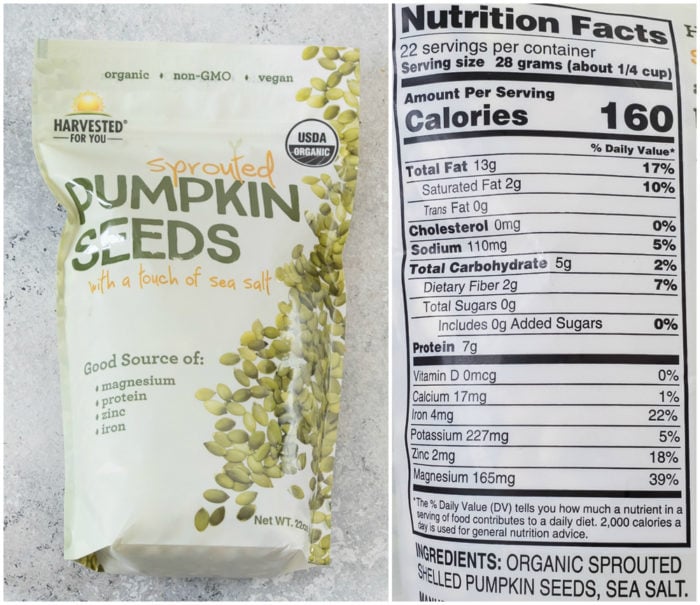 organic • non-GMO • vegan
HARVESTED®
FOR YOU
USDA
ORGANIC
sprouted
PUMPKIN
SEEDS
with a touch of sea salt
Good Source of:
• magnesium
• protein
• zinc
• iron
Net WT. 22oz
Nutrition Facts
22 servings per container
Serving size 28 grams (about 1/4 cup)
Amount Per Serving
Calories 160
% Daily Value*
Total Fat 13g 17%
Saturated Fat 2g 10%
Trans Fat 0g
Cholesterol 0mg 0%
Sodium 110mg 5%
Total Carbohydrate 5g 2%
Dietary Fiber 2g 7%
Total Sugars 0g
Includes 0g Added Sugars 0%
Protein 7g
Vitamin D 0mcg 0%
Calcium 17mg 1%
Iron 4mg 22%
Potassium 227mg 5%
Zinc 2mg 18%
Magnesium 165mg 39%
*The % Daily Value (DV) tells you how much a nutrient in a
serving of food contributes to a daily diet. 2,000 calories a
day is used for general nutrition advice.
INGREDIENTS: ORGANIC SPROUTED
SHELLED PUMPKIN SEEDS, SEA SALT.